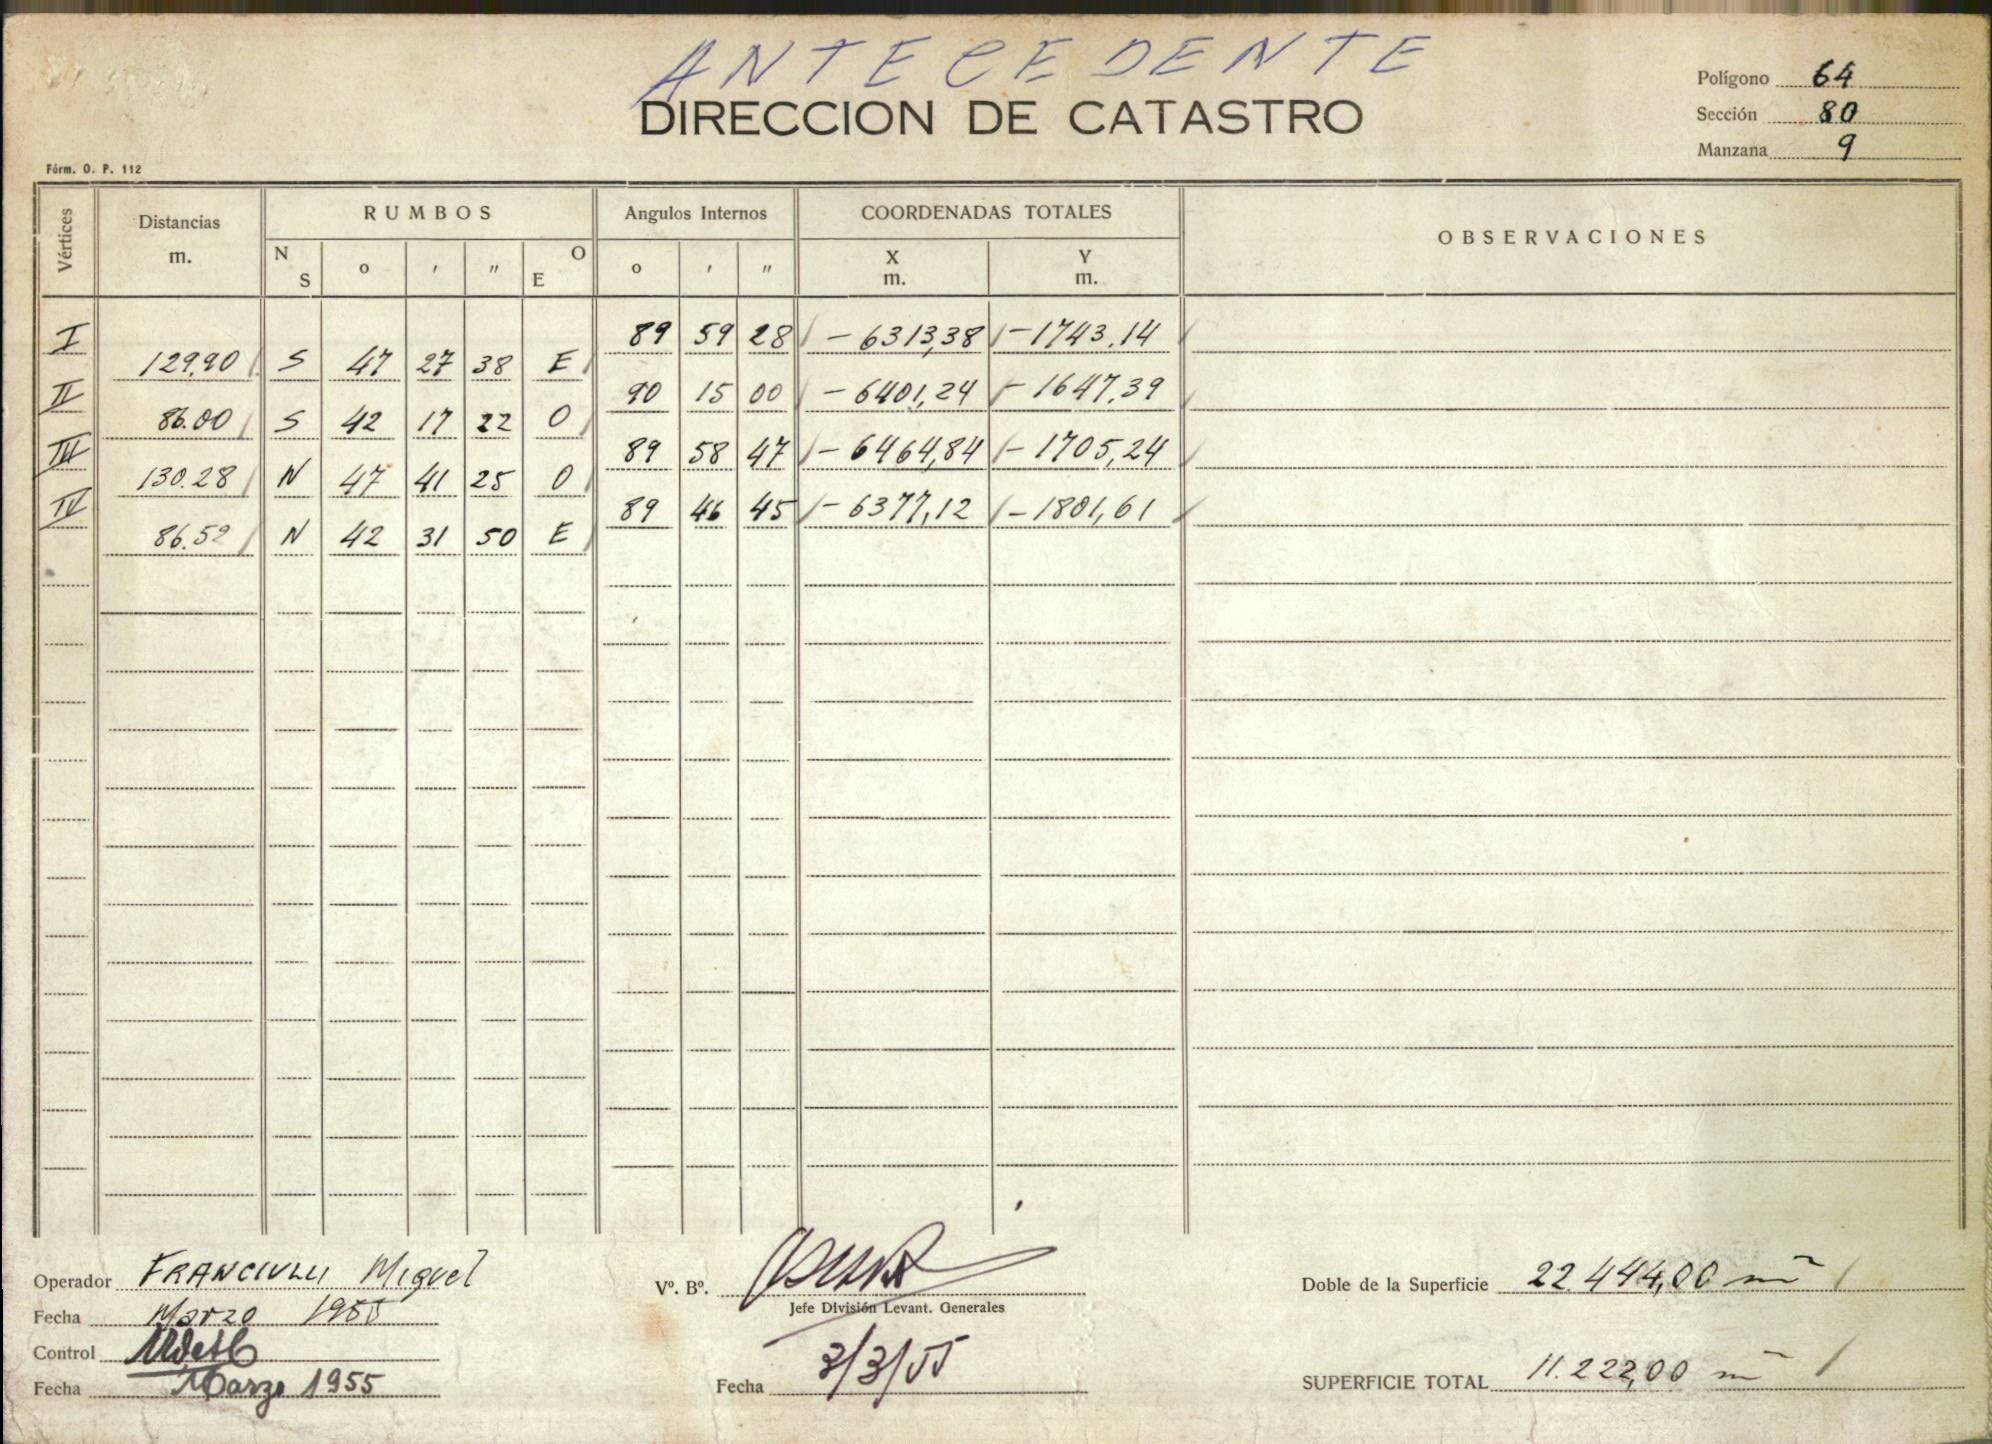 ANTECEDENTE
DIRECCION DE CATASTRO
Polígono 64
Sección 80
Manzana 9
Fórm. O. P. 112
Vértices Distancias m. RUMBOS N S o ' " O E Angulos Internos o ' " COORDENADAS TOTALES X m. Y m. OBSERVACIONES
I 89 59 28 -6313,38 -1743.14
129,90 S 47 27 38 E
II 90 15 00 -6401,24 -1647,39
86.00 S 42 17 22 O
III 89 58 47 -6464,84 -1705,24
130.28 N 47 41 25 O
IV 89 46 45 -6377,12 -1801,61
86.52 N 42 31 50 E
Operador FRANCIULLI Miguel
Fecha Marzo 1955
Control
Fecha Marzo 1955
Vº. Bº.
Jefe División Levant. Generales
Fecha 3/3/55
Doble de la Superficie 22.444,00 m²
SUPERFICIE TOTAL 11.222,00 m²